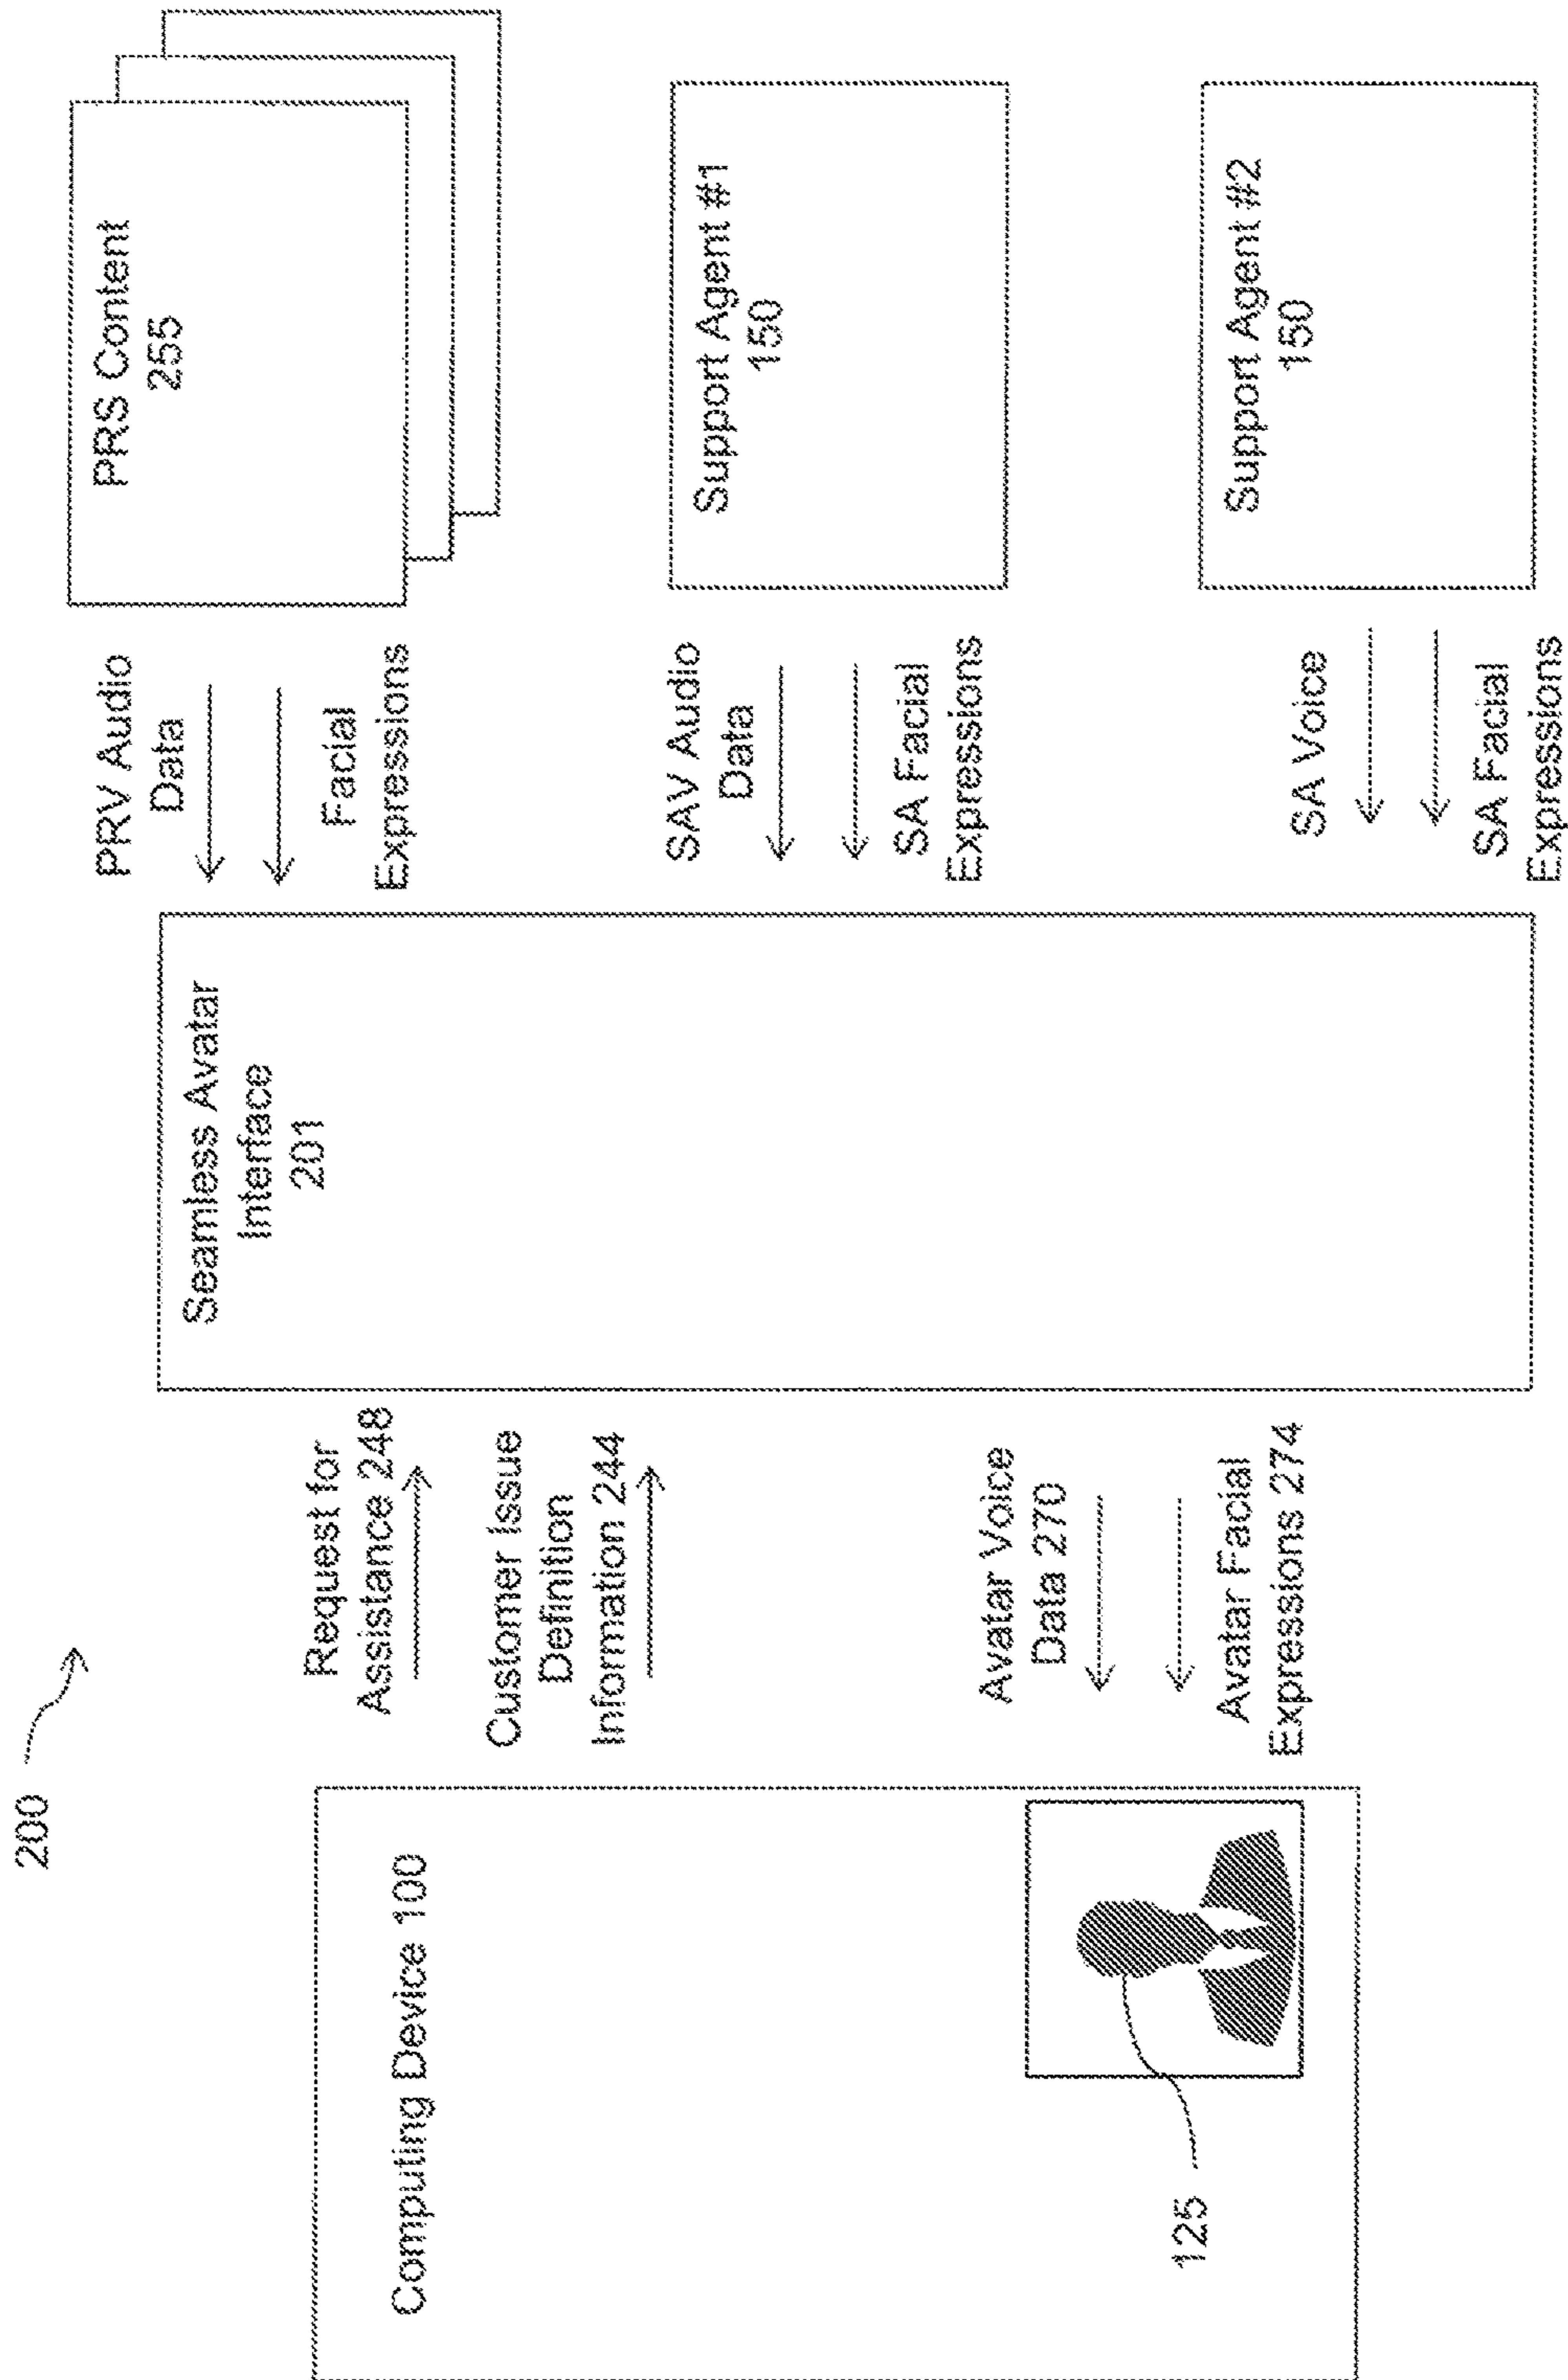 200
Computing Device 100
125
Request for
Assistance 248
Customer Issue
Definition
Information 244
Avatar Voice
Data 270
Avatar Facial
Expressions 274
Seamless Avatar
Interface
201
PRV Audio
Data
Facial
Expressions
SAV Audio
Data
SA Facial
Expressions
SA Voice
SA Facial
Expressions
PRS Content
255
Support Agent #1
150
Support Agent #2
150